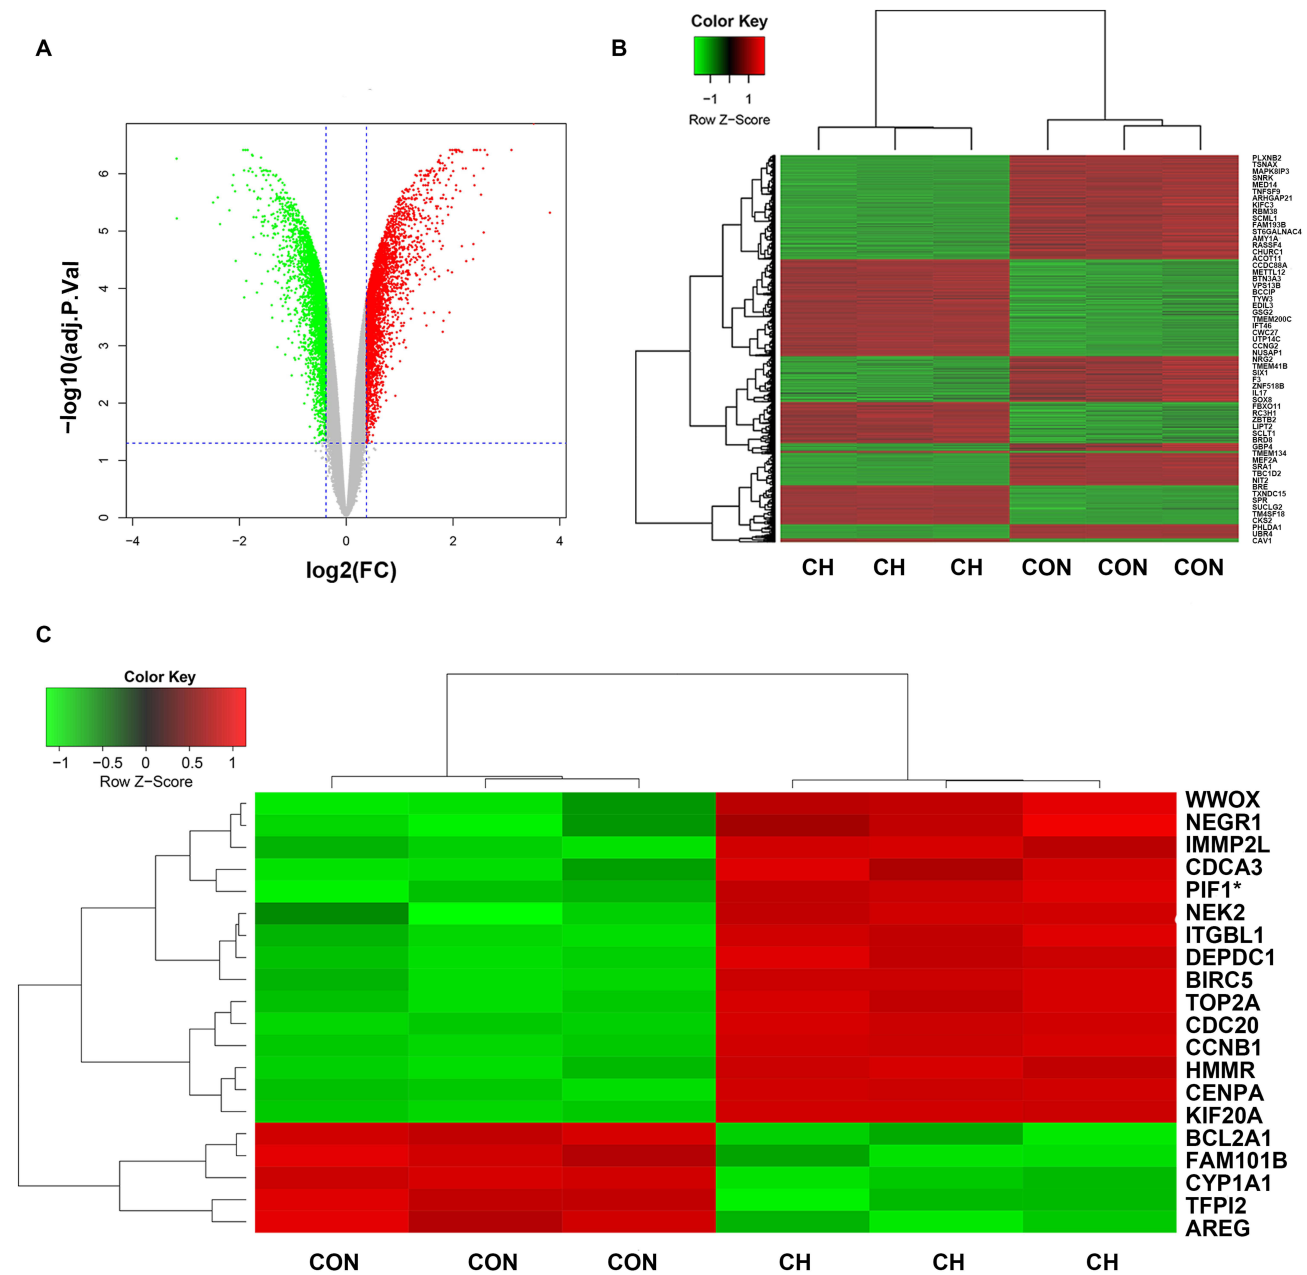 A
6
5
4
3
2
1
0
−log10(adj.P.Val)
−4
−2
0
2
4
log2(FC)
B
Color Key
−1
1
Row Z−Score
PLXNB2
TSNAX
MAPK8IP3
SNRK
MED14
TNFSF9
ARHGAP21
KIFC3
RBM38
SCML1
FAM193B
ST6GALNAC4
AMY1A
RASSF4
CHURC1
ACOT11
CCDC88A
METTL12
BTN3A3
VPS13B
BCCIP
TYW3
EDIL3
GSG2
TMEM200C
IFT46
CWC27
UTP14C
CCNG2
NUSAP1
NRG2
TMEM41B
SIX1
F3
ZNF518B
IL17
SOX8
FBXO11
RC3H1
ZBTB2
LIPT2
SCLT1
BRD8
GBP4
TMEM134
MEF2A
SRA1
TBC1D2
NIT2
BRE
TXNDC15
SPR
SUCLG2
TM4SF18
CKS2
PHLDA1
UBR4
CAV1
CH CH CH CON CON CON
C
Color Key
−1 −0.5 0 0.5 1
Row Z−Score
WWOX
NEGR1
IMMP2L
CDCA3
PIF1*
NEK2
ITGBL1
DEPDC1
BIRC5
TOP2A
CDC20
CCNB1
HMMR
CENPA
KIF20A
BCL2A1
FAM101B
CYP1A1
TFPI2
AREG
CON CON CON CH CH CH